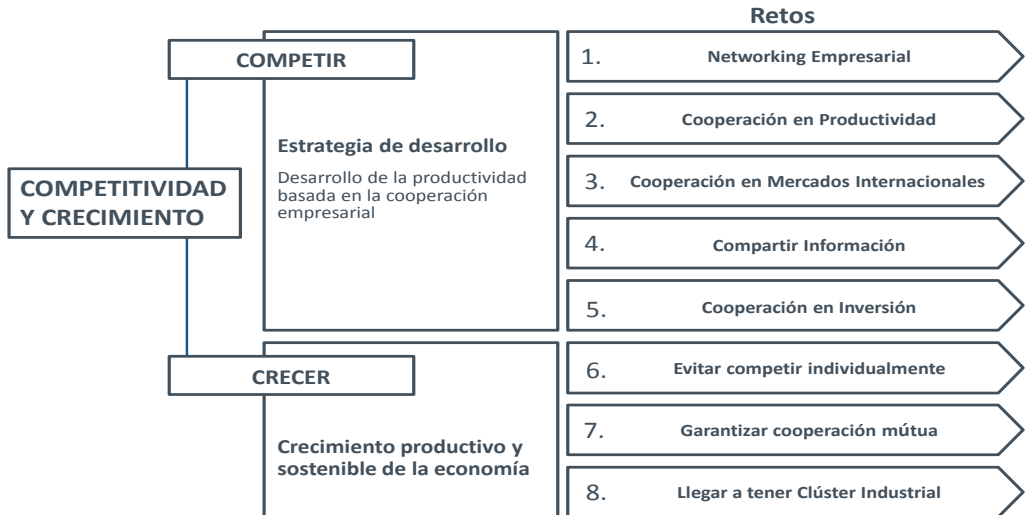 Retos
COMPETITIVIDAD
Y CRECIMIENTO
COMPETIR
Estrategia de desarrollo
Desarrollo de la productividad
basada en la cooperación
empresarial
1. Networking Empresarial
2. Cooperación en Productividad
3. Cooperación en Mercados Internacionales
4. Compartir Información
5. Cooperación en Inversión
CRECER
Crecimiento productivo y
sostenible de la economía
6. Evitar competir individualmente
7. Garantizar cooperación mútua
8. Llegar a tener Clúster Industrial